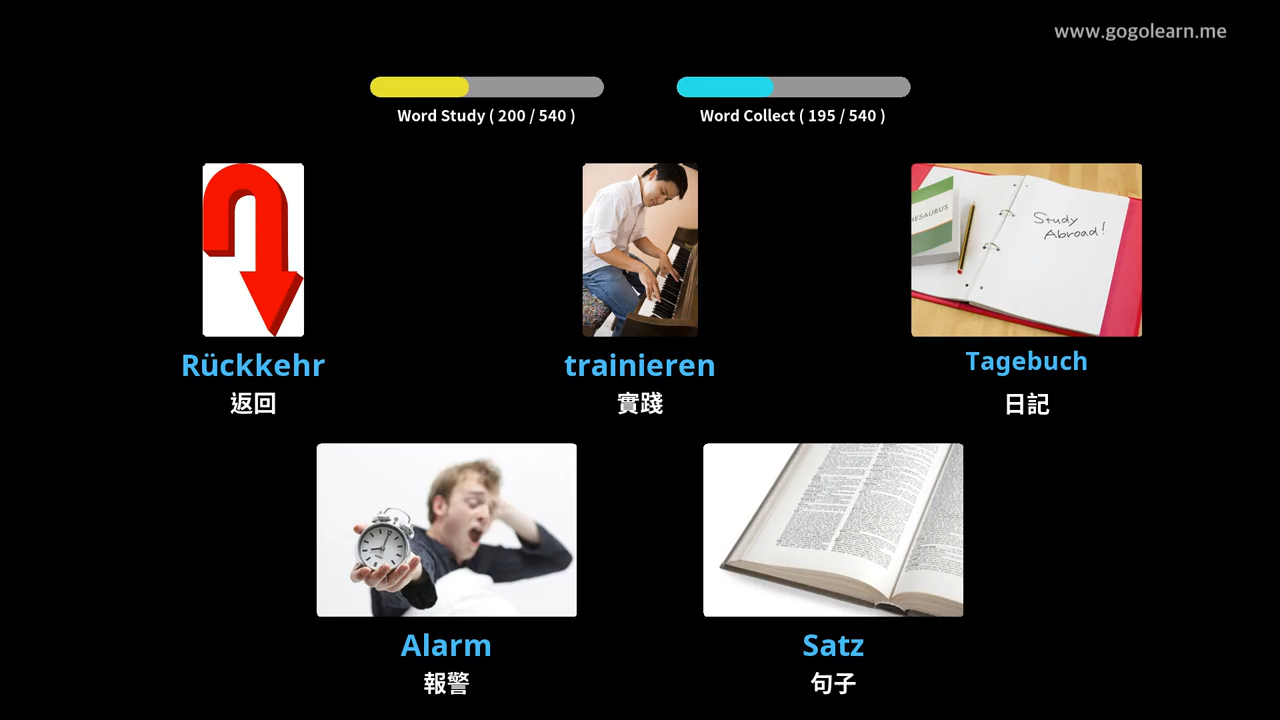 www.gogolearn.me
Word Study ( 200 / 540 )
Word Collect ( 195 / 540 )
ESAURUS
Study
Abroad!
Rückkehr
返回
trainieren
實踐
Tagebuch
日記
Alarm
報警
Satz
句子